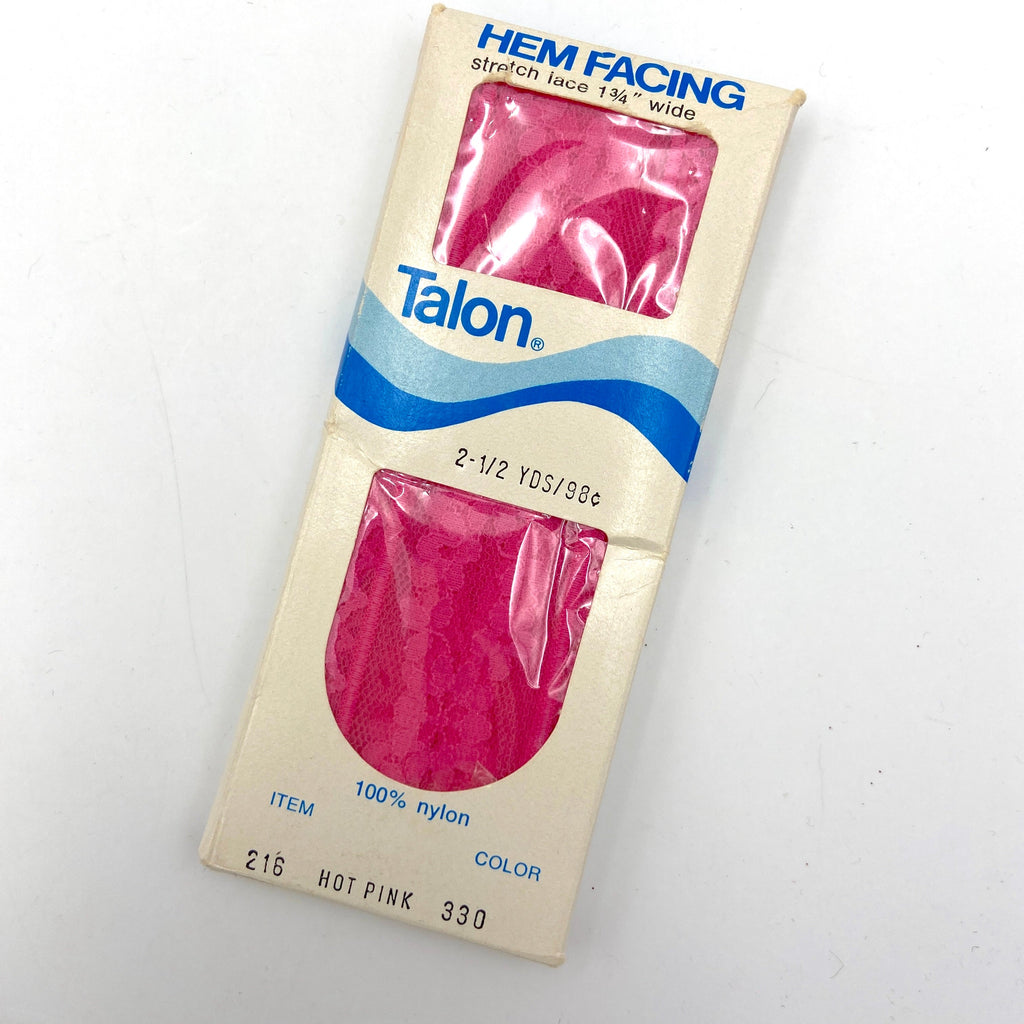 HEM FACING
stretch lace 1¾" wide
Talon®
2-1/2 YDS/98¢
100% nylon
ITEM COLOR
216 HOT PINK 330